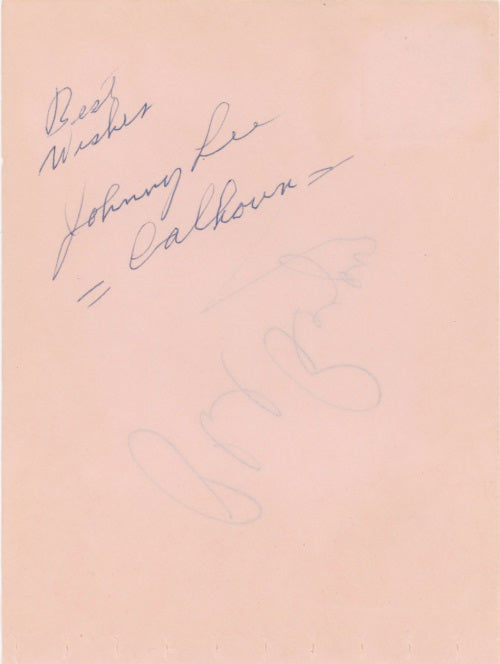 Best
Wishes
Johnny Lee
= Calhoun =